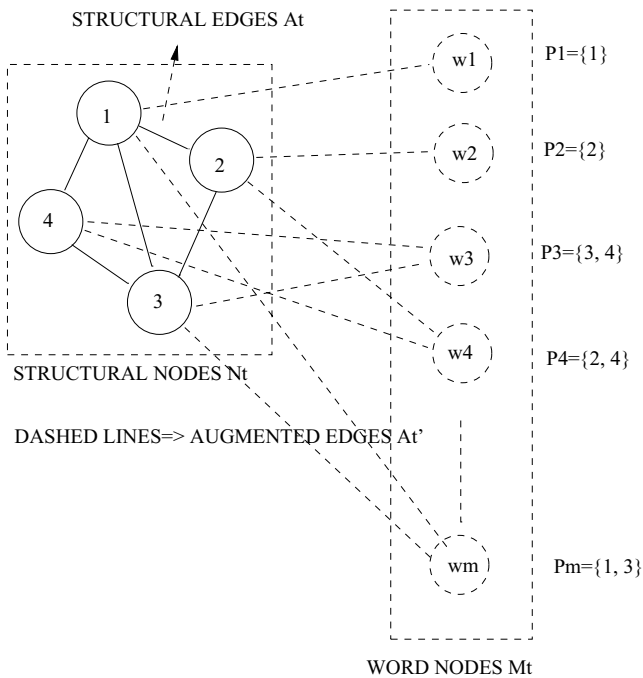 STRUCTURAL EDGES At
1
2
4
3
STRUCTURAL NODES Nt
DASHED LINES=> AUGMENTED EDGES At'
w1
P1={1}
w2
P2={2}
w3
P3={3, 4}
w4
P4={2, 4}
wm
Pm={1, 3}
WORD NODES Mt